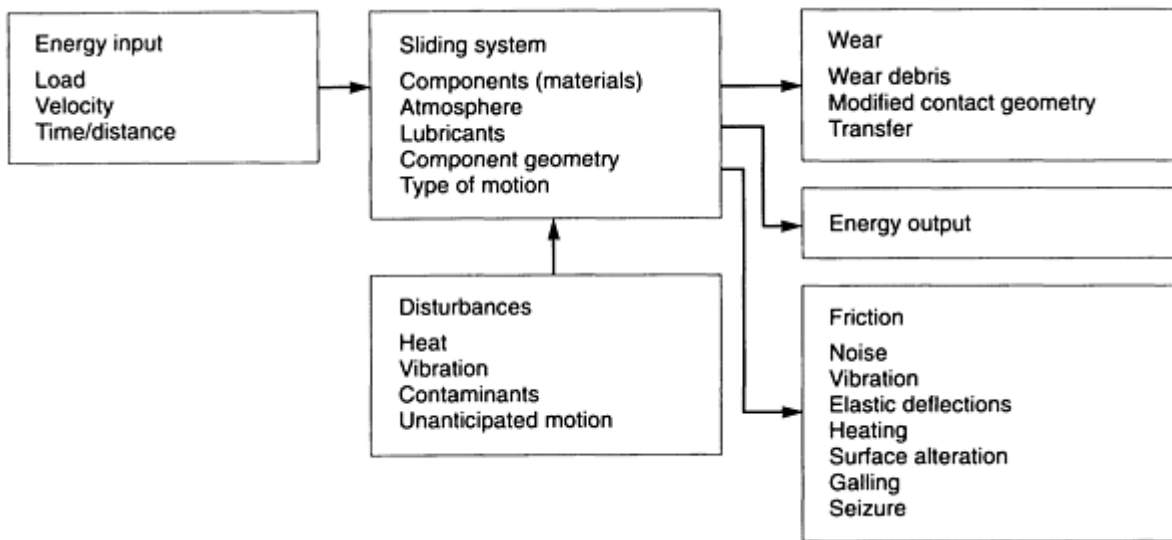 Energy input
Load
Velocity
Time/distance
Sliding system
Components (materials)
Atmosphere
Lubricants
Component geometry
Type of motion
Disturbances
Heat
Vibration
Contaminants
Unanticipated motion
Wear
Wear debris
Modified contact geometry
Transfer
Energy output
Friction
Noise
Vibration
Elastic deflections
Heating
Surface alteration
Galling
Seizure